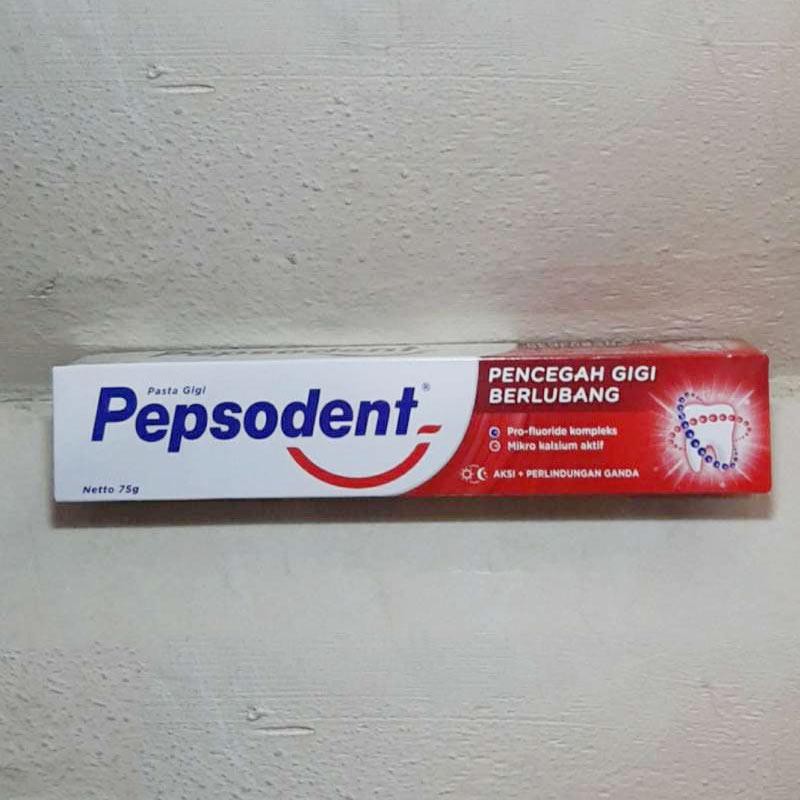 Pasta Gigi
Pepsodent®
Netto 75g
PENCEGAH GIGI
BERLUBANG
Pro-fluoride kompleks
Mikro kalsium aktif
AKSI + PERLINDUNGAN GANDA